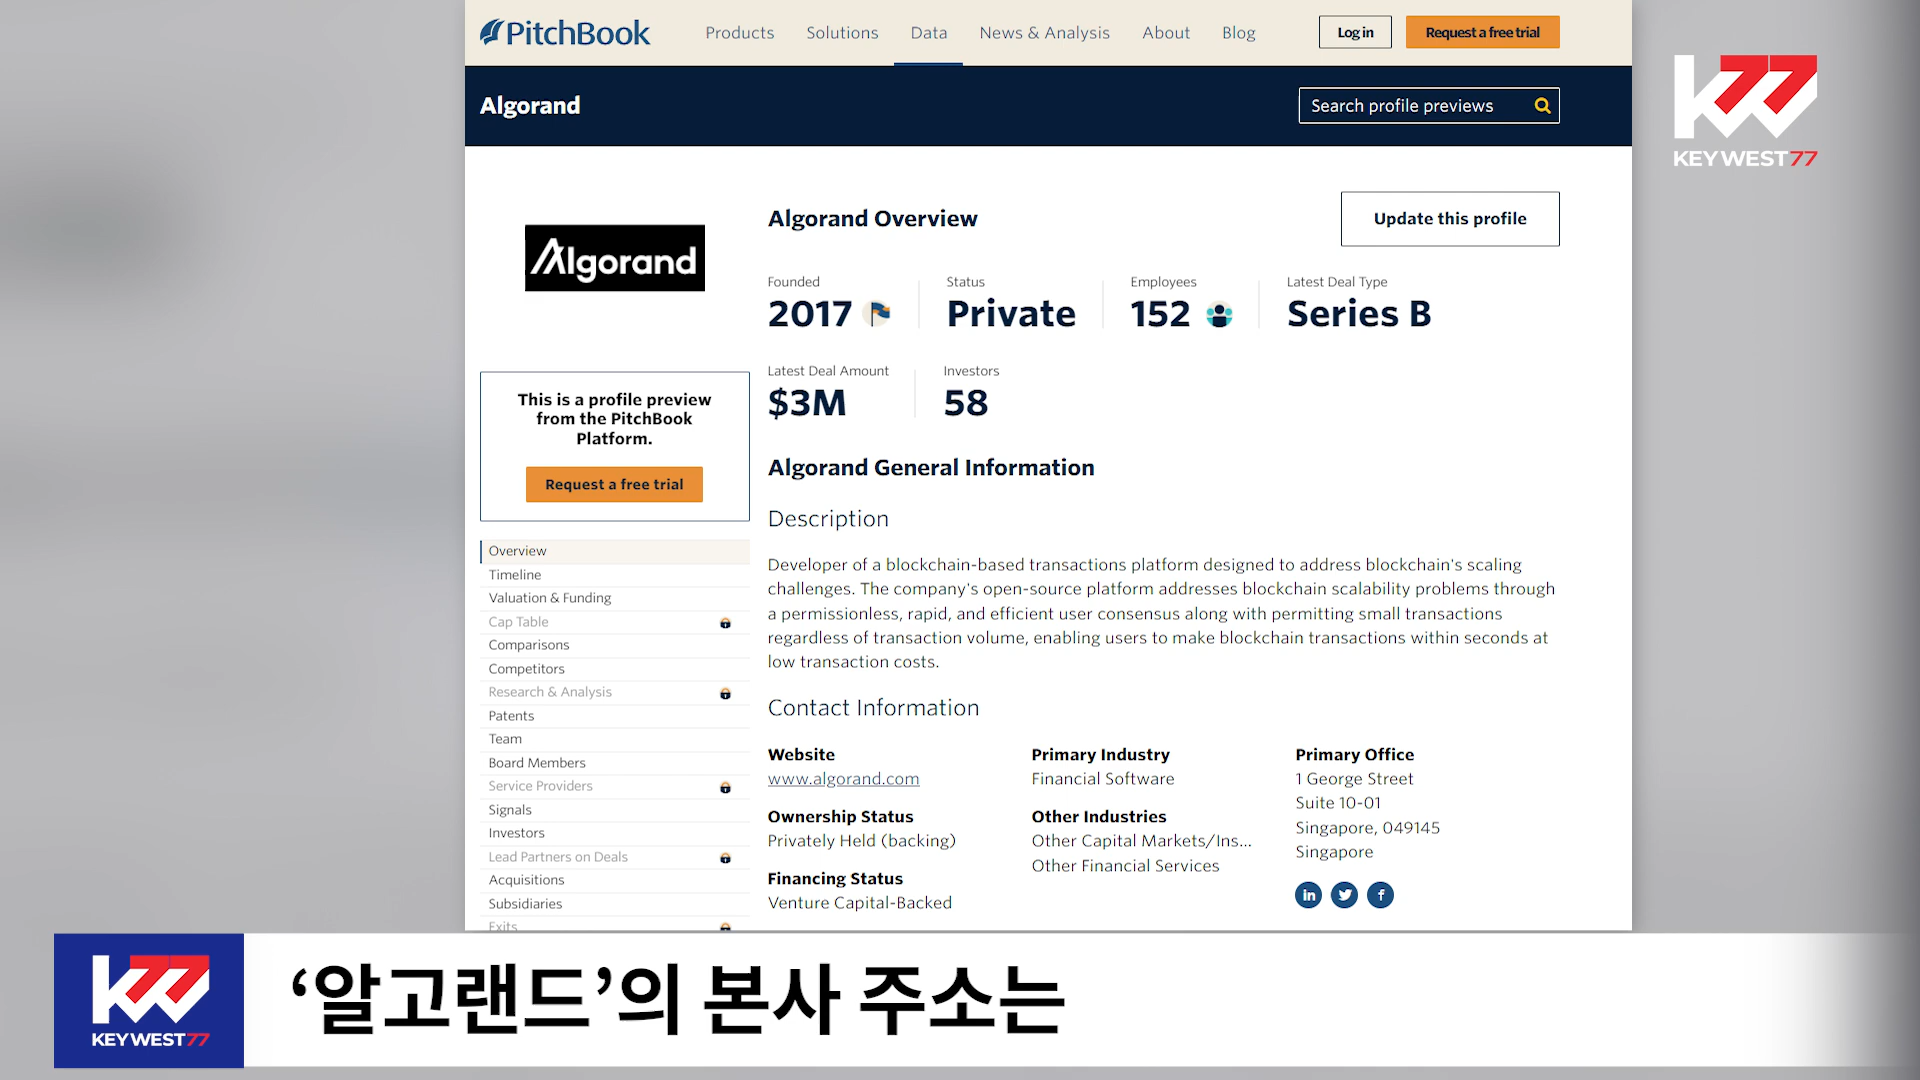 PitchBook
Products
Solutions
Data
News & Analysis
About
Blog
Log in
Request a free trial
Algorand
Search profile previews
KEYWEST77
Algorand
Algorand Overview
Update this profile
Founded
2017
Status
Private
Employees
152
Latest Deal Type
Series B
Latest Deal Amount
$3M
Investors
58
This is a profile preview
from the PitchBook
Platform.
Request a free trial
Overview
Timeline
Valuation & Funding
Cap Table
Comparisons
Competitors
Research & Analysis
Patents
Team
Board Members
Service Providers
Signals
Investors
Lead Partners on Deals
Acquisitions
Subsidiaries
Exits
Algorand General Information
Description
Developer of a blockchain-based transactions platform designed to address blockchain's scaling
challenges. The company's open-source platform addresses blockchain scalability problems through
a permissionless, rapid, and efficient user consensus along with permitting small transactions
regardless of transaction volume, enabling users to make blockchain transactions within seconds at
low transaction costs.
Contact Information
Website
www.algorand.com
Ownership Status
Privately Held (backing)
Financing Status
Venture Capital-Backed
Primary Industry
Financial Software
Other Industries
Other Capital Markets/Ins...
Other Financial Services
Primary Office
1 George Street
Suite 10-01
Singapore, 049145
Singapore
KEYWEST77
‘알고랜드’의 본사 주소는